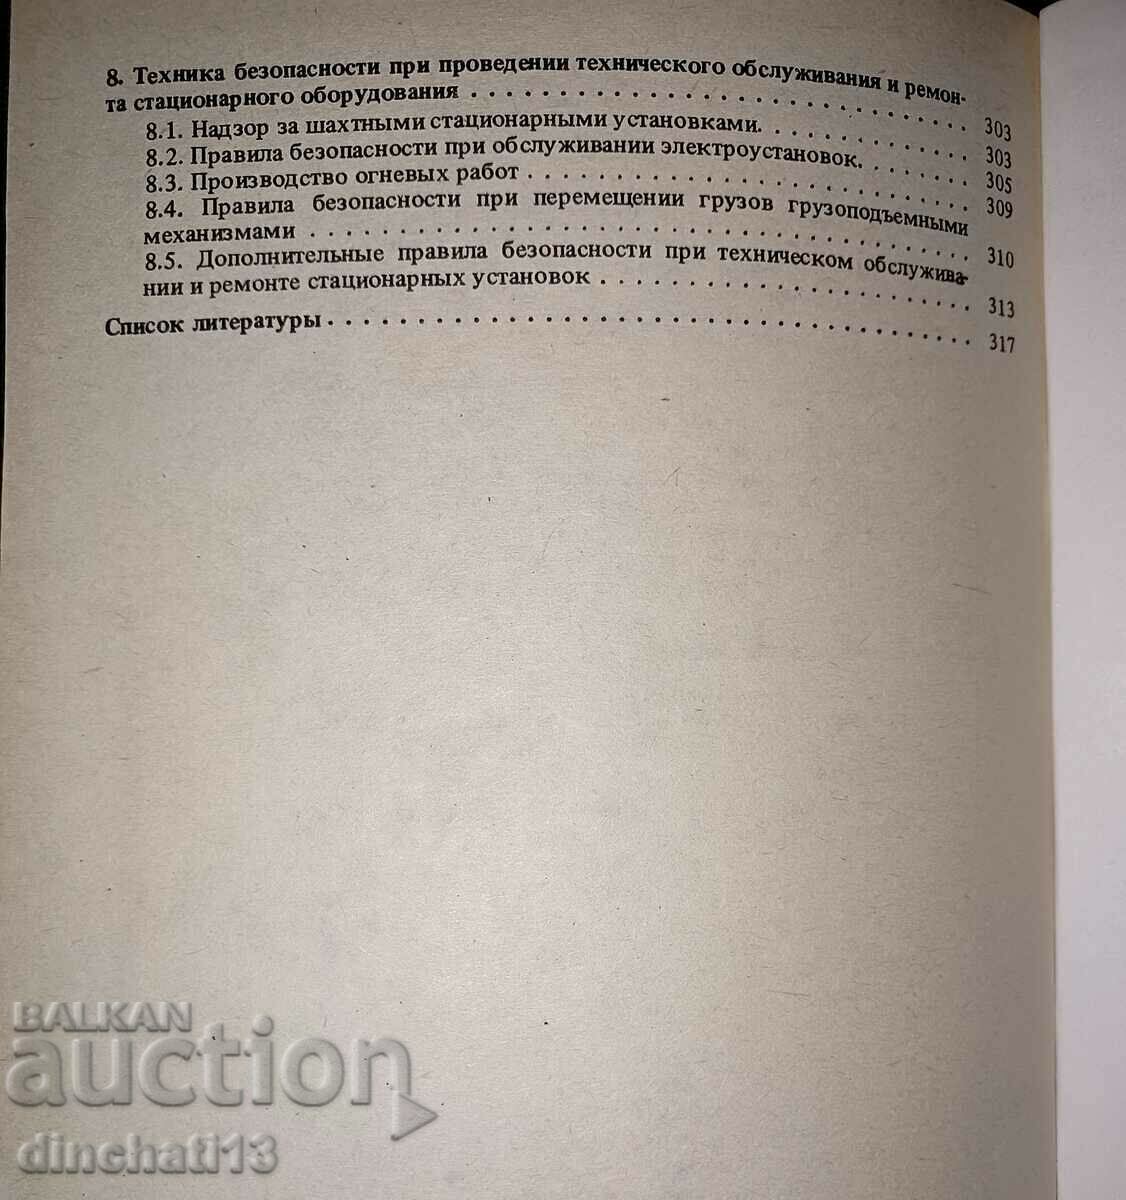 8. Техника безопасности при проведении технического обслуживания и ремон-
та стационарного оборудования . . . . . . . . . . . . . . . . . . . . . . . . . . . . 303
8.1. Надзор за шахтными стационарными установками. . . . . . . . . . . . 303
8.2. Правила безопасности при обслуживании электроустановок. . . . . . . 305
8.3. Производство огневых работ . . . . . . . . . . . . . . . . . . . . . . . . . 309
8.4. Правила безопасности при перемещении грузов грузоподъемными
механизмами . . . . . . . . . . . . . . . . . . . . . . . . . . . . . . . . . . . . . 310
8.5. Дополнительные правила безопасности при техническом обслужива-
нии и ремонте стационарных установок . . . . . . . . . . . . . . . . . . . . . 313
Список литературы. . . . . . . . . . . . . . . . . . . . . . . . . . . . . . . . . . . . . 317
BALKAN
auction
dinchati13